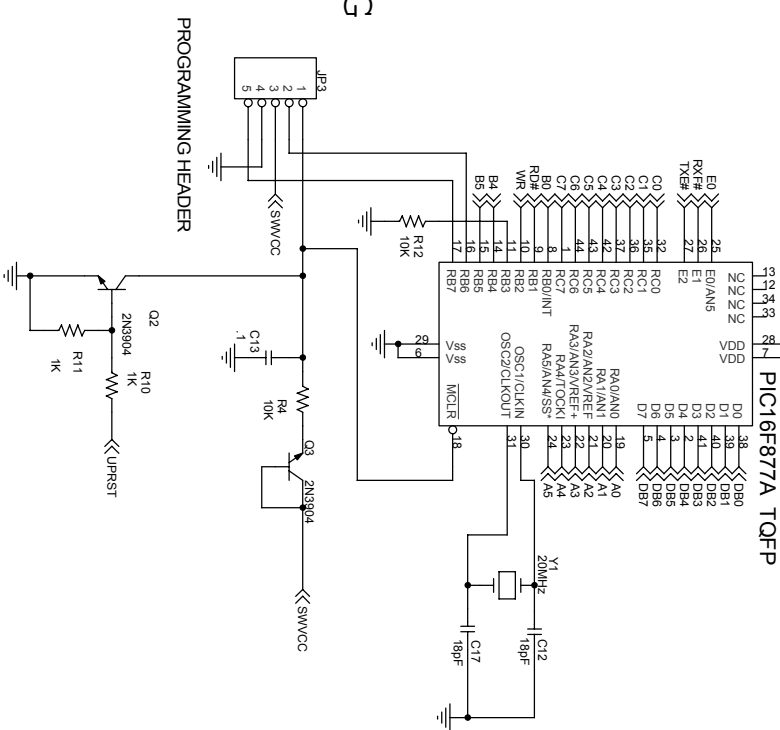 PIC16F877A TQFP
VDD 28
VDD 7
NC 13
NC 12
NC 34
NC 33
E0 25 E0/AN5
RXF# 26 E1
TXE# 27 E2
C0 32 RC0
C1 35 RC1
C2 36 RC2
C3 37 RC3
C4 42 RC4
C5 43 RC5
C6 44 RC6
C7 1 RC7
B0 8 RB0/INT
RD# 9 RB1
WR 10 RB2
11 RB3
B4 14 RB4
B5 15 RB5
16 RB6
17 RB7
D0 38 DB0
D1 39 DB1
D2 40 DB2
D3 41 DB3
D4 2 DB4
D5 3 DB5
D6 4 DB6
D7 5 DB7
RA0/AN0 19 A0
RA1/AN1 20 A1
RA2/AN2/VREF 21 A2
RA3/AN3/VREF+ 22 A3
RA4/TOCKI 23 A4
RA5/AN4/SS* 24 A5
OSC1/CLKIN 30
OSC2/CLKOUT 31
MCLR 18
Vss 29
Vss 6
Y1
20MHz
C12
18pF
C17
18pF
R12
10K
JP3
1
2
3
4
5
PROGRAMMING HEADER
SWVCC
C13
.1
R4
10K
Q3
2N3904
SWVCC
Q2
2N3904
R10
1K
R11
1K
UPRST